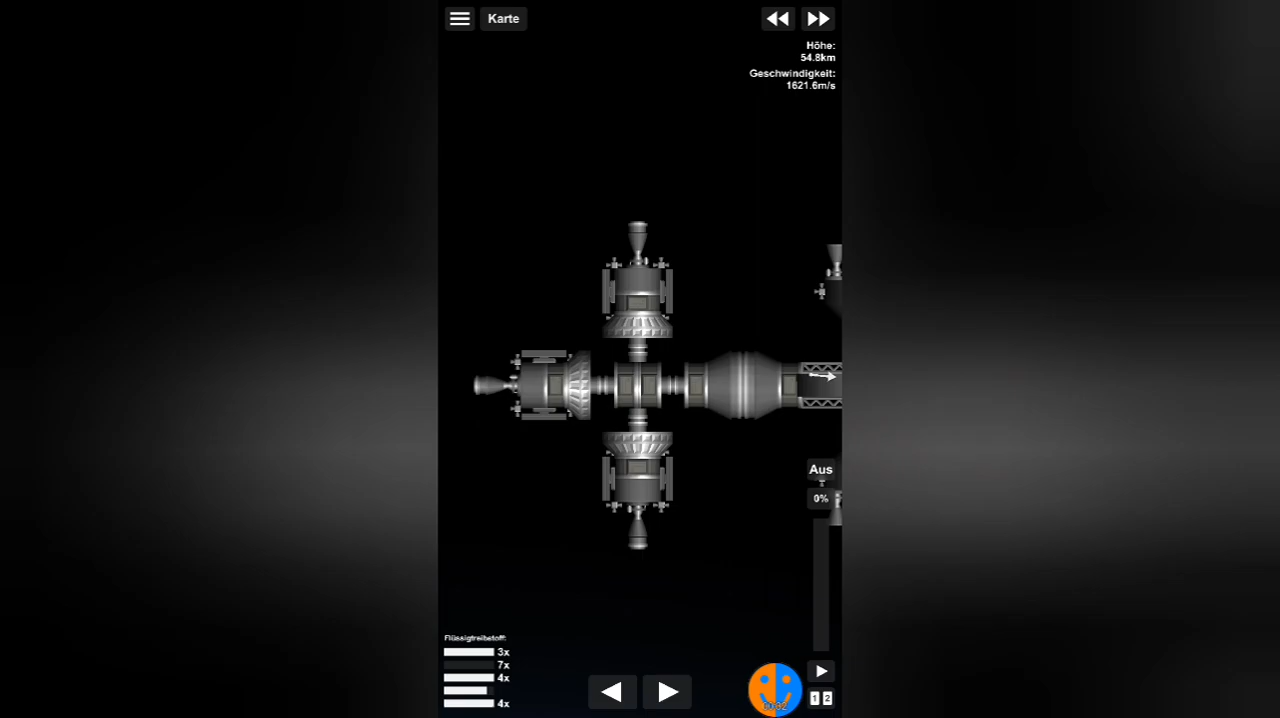 Karte
Höhe:
54.8km
Geschwindigkeit:
1621.6m/s
Aus
0%
Flüssigtreibstoff:
3x
7x
4x
4x
1 2